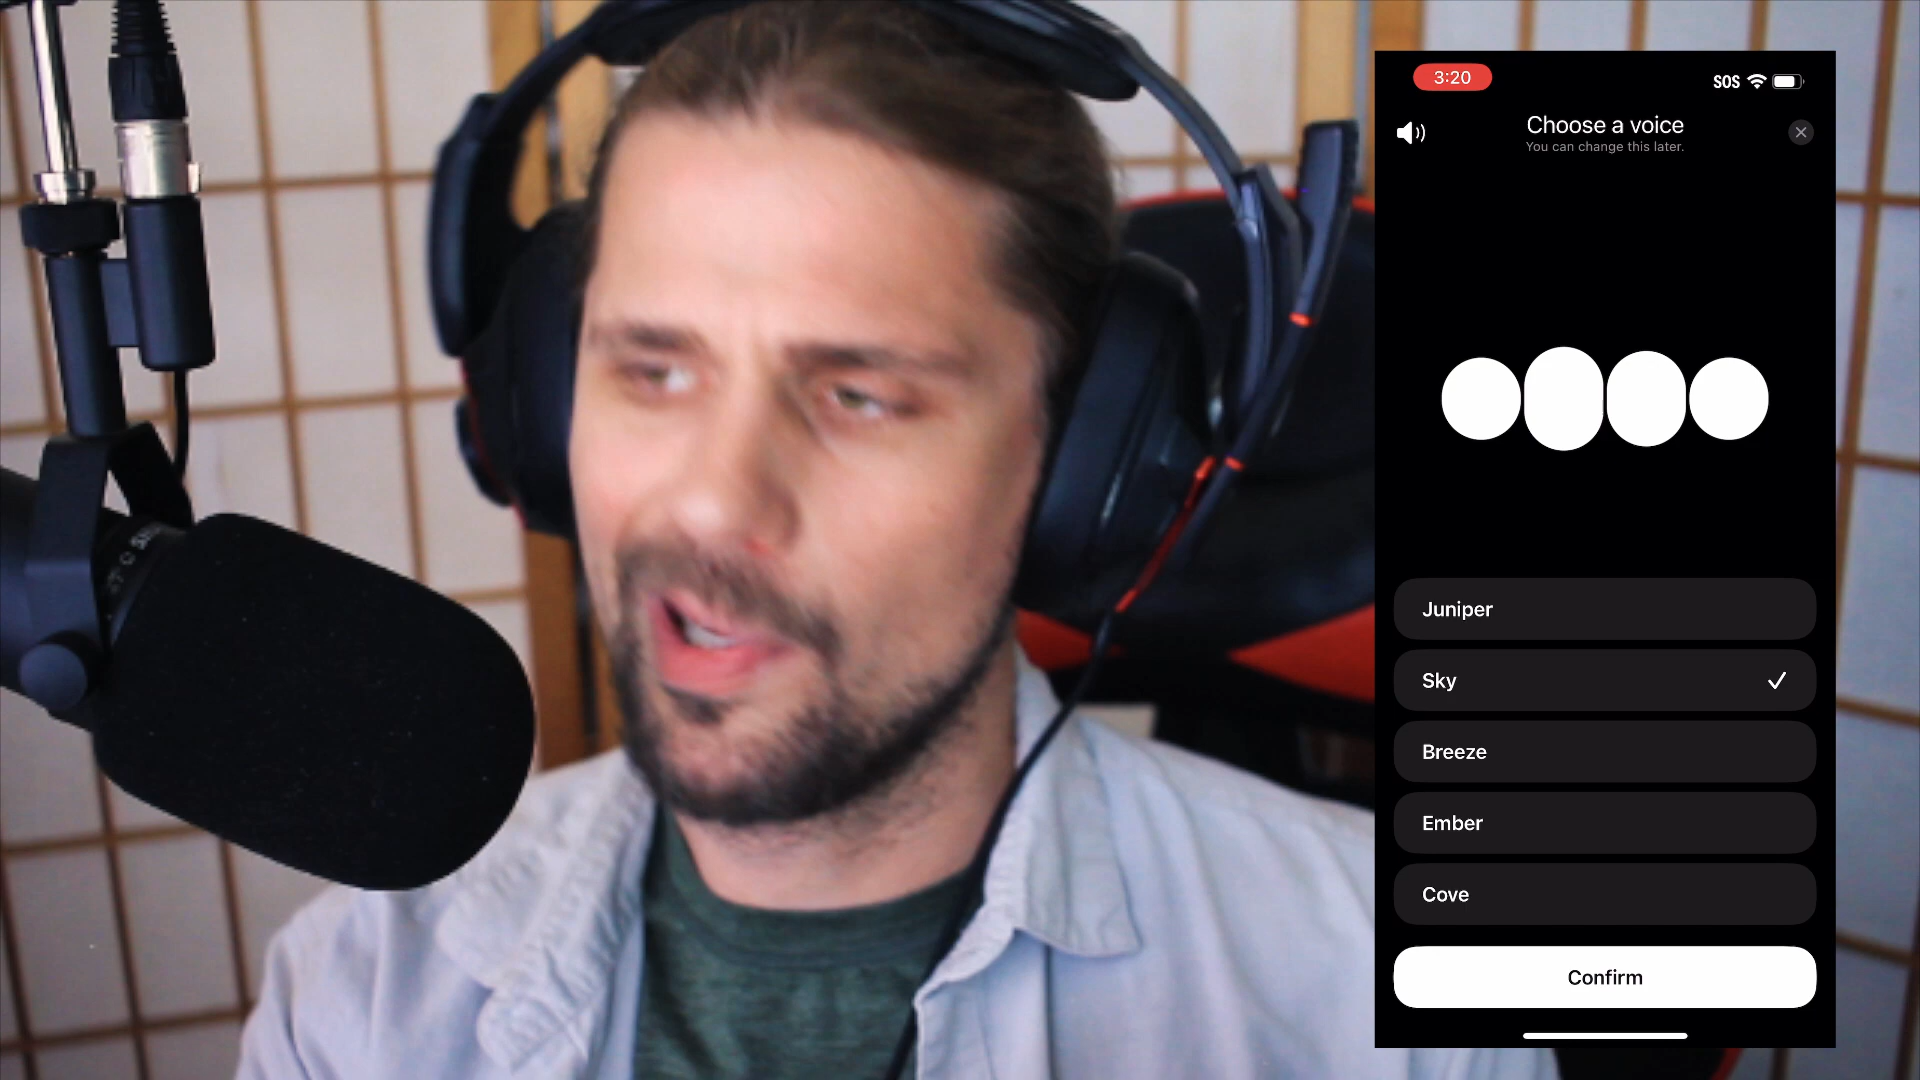 3:20
SOS
Choose a voice
You can change this later.
Juniper
Sky
Breeze
Ember
Cove
Confirm